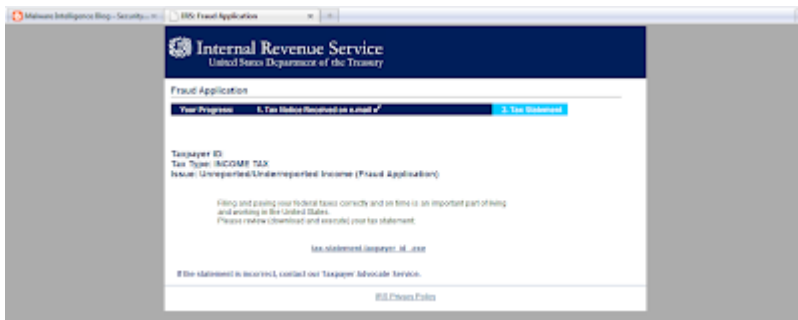 Malware Intelligence Blog - Security...
IRS: Fraud Application
Internal Revenue Service
United States Department of the Treasury
Fraud Application
Your Progress: 1. Tax Notice Received on e-mail ✔ 2. Tax Statement
Taxpayer ID:
Tax Type: INCOME TAX
Issue: Unreported/Underreported Income (Fraud Application)
Filing and paying your federal taxes correctly and on time is an important part of living
and working in the United States.
Please review (download and execute) your tax statement:
tax-statement-taxpayer_id_.exe
If the statement is incorrect, contact our Taxpayer Advocate Service.
IRS Privacy Policy